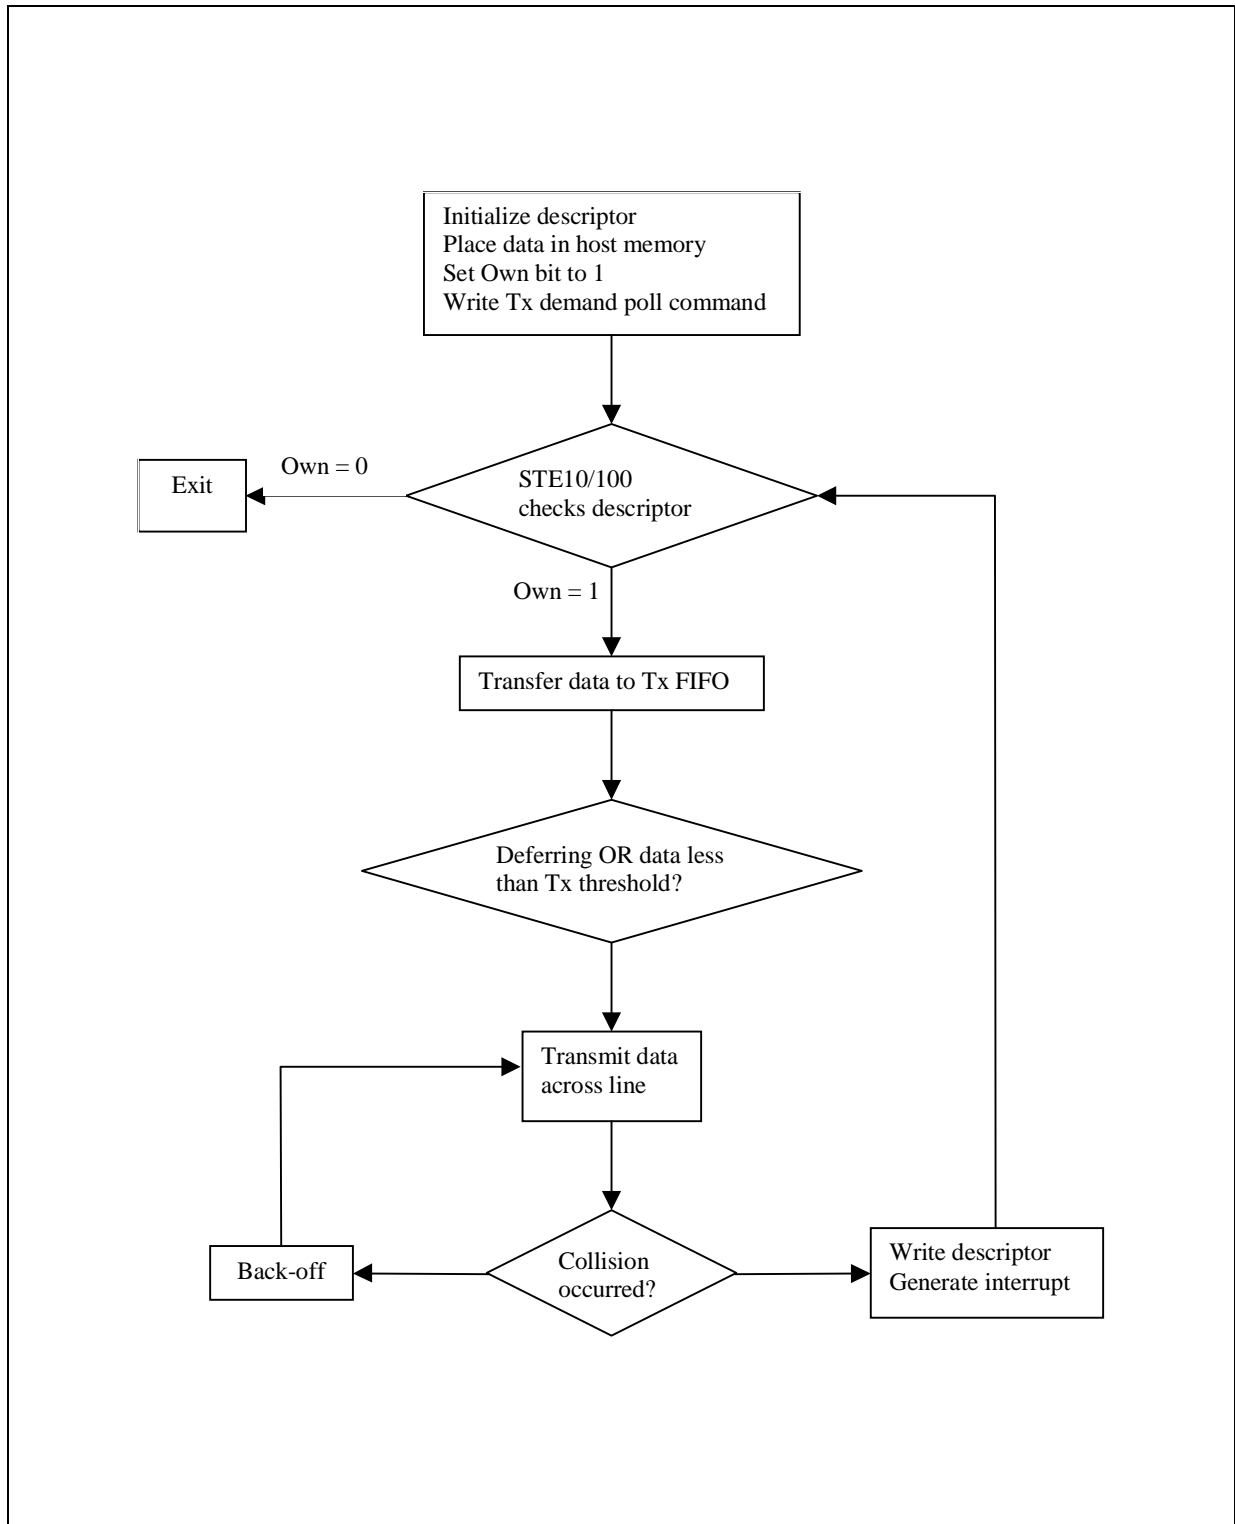 Initialize descriptor
Place data in host memory
Set Own bit to 1
Write Tx demand poll command
Own = 0
Exit
STE10/100
checks descriptor
Own = 1
Transfer data to Tx FIFO
Deferring OR data less
than Tx threshold?
Transmit data
across line
Back-off
Collision
occurred?
Write descriptor
Generate interrupt